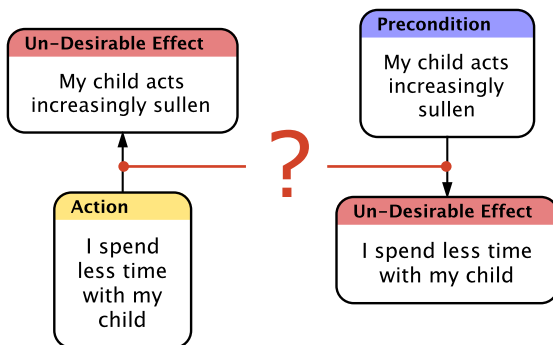 Un-Desirable Effect
My child acts
increasingly sullen
Action
I spend
less time
with my
child
?
Precondition
My child acts
increasingly
sullen
Un-Desirable Effect
I spend less time
with my child